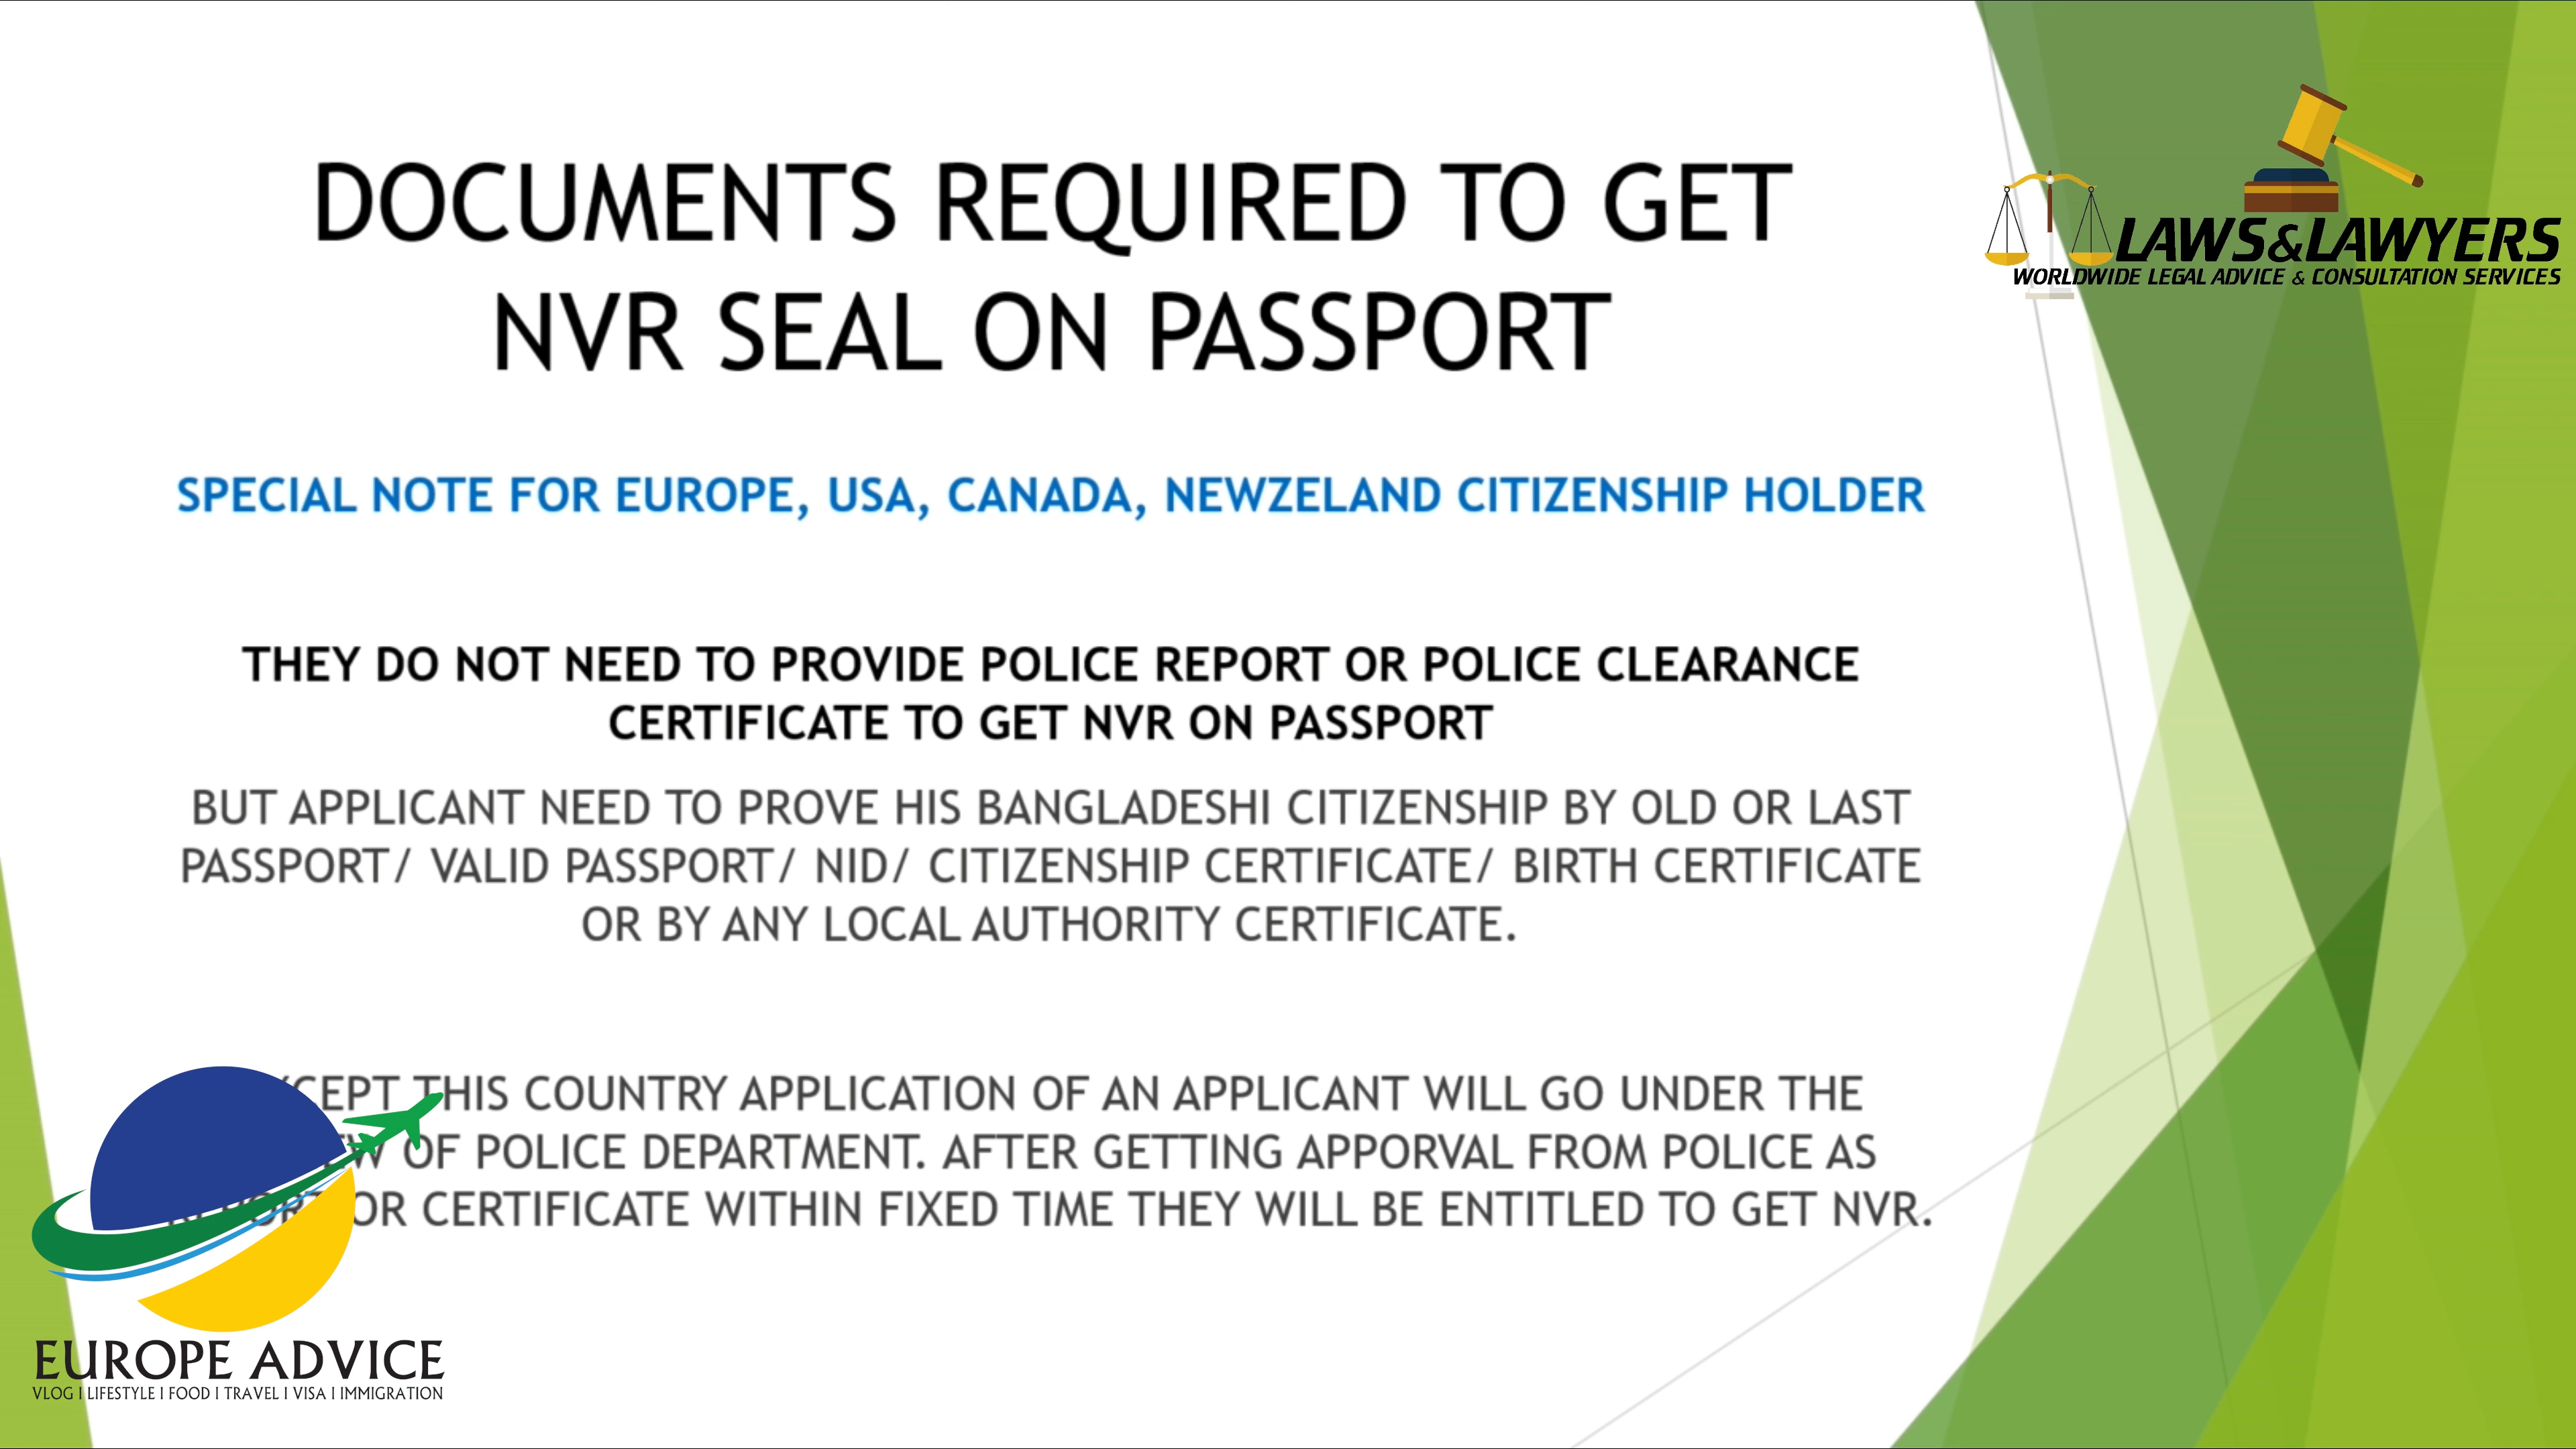 DOCUMENTS REQUIRED TO GET
NVR SEAL ON PASSPORT
LAWS&LAWYERS
WORLDWIDE LEGAL ADVICE & CONSULTATION SERVICES
SPECIAL NOTE FOR EUROPE, USA, CANADA, NEWZELAND CITIZENSHIP HOLDER
THEY DO NOT NEED TO PROVIDE POLICE REPORT OR POLICE CLEARANCE
CERTIFICATE TO GET NVR ON PASSPORT
BUT APPLICANT NEED TO PROVE HIS BANGLADESHI CITIZENSHIP BY OLD OR LAST
PASSPORT/ VALID PASSPORT/ NID/ CITIZENSHIP CERTIFICATE/ BIRTH CERTIFICATE
OR BY ANY LOCAL AUTHORITY CERTIFICATE.
THIS COUNTRY APPLICATION OF AN APPLICANT WILL GO UNDER THE
OF POLICE DEPARTMENT. AFTER GETTING APPORVAL FROM POLICE AS
OR CERTIFICATE WITHIN FIXED TIME THEY WILL BE ENTITLED TO GET NVR.
EUROPE ADVICE
VLOG | LIFESTYLE | FOOD | TRAVEL | VISA | IMMIGRATION